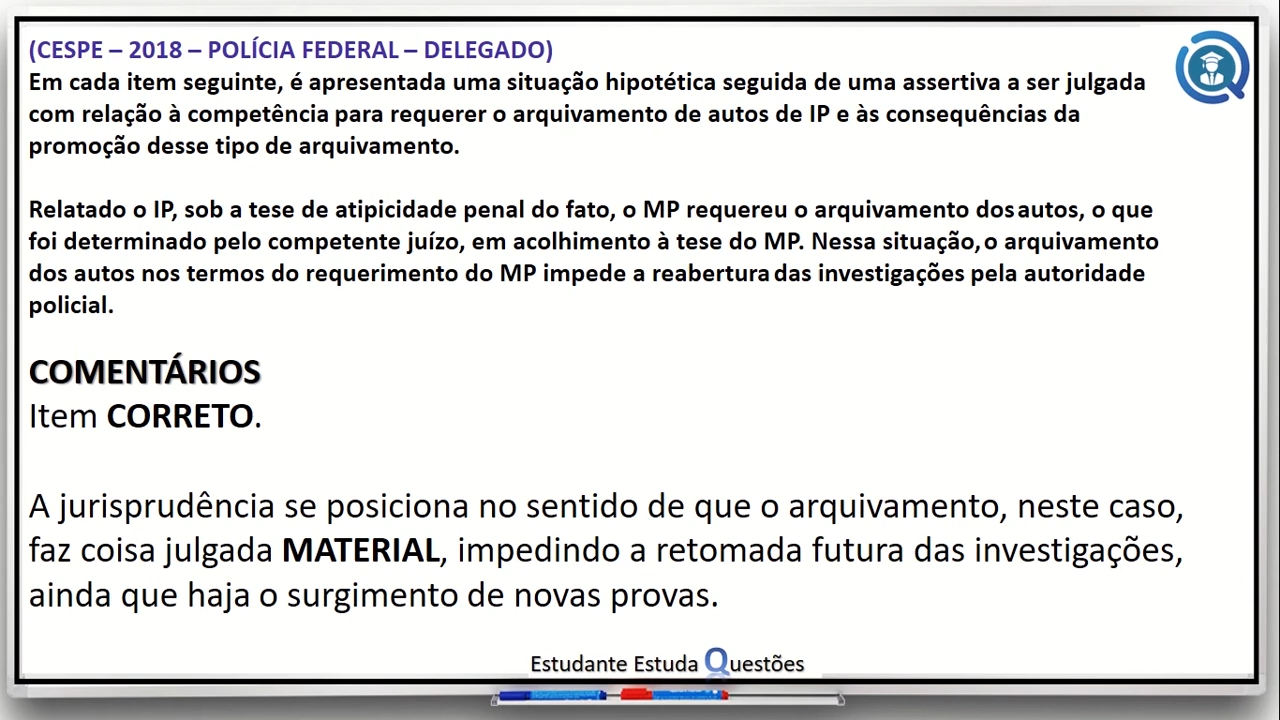 (CESPE – 2018 – POLÍCIA FEDERAL – DELEGADO)
Em cada item seguinte, é apresentada uma situação hipotética seguida de uma assertiva a ser julgada
com relação à competência para requerer o arquivamento de autos de IP e às consequências da
promoção desse tipo de arquivamento.
Relatado o IP, sob a tese de atipicidade penal do fato, o MP requereu o arquivamento dos autos, o que
foi determinado pelo competente juízo, em acolhimento à tese do MP. Nessa situação, o arquivamento
dos autos nos termos do requerimento do MP impede a reabertura das investigações pela autoridade
policial.
COMENTÁRIOS
Item CORRETO.
A jurisprudência se posiciona no sentido de que o arquivamento, neste caso,
faz coisa julgada MATERIAL, impedindo a retomada futura das investigações,
ainda que haja o surgimento de novas provas.
Estudante Estuda Questões